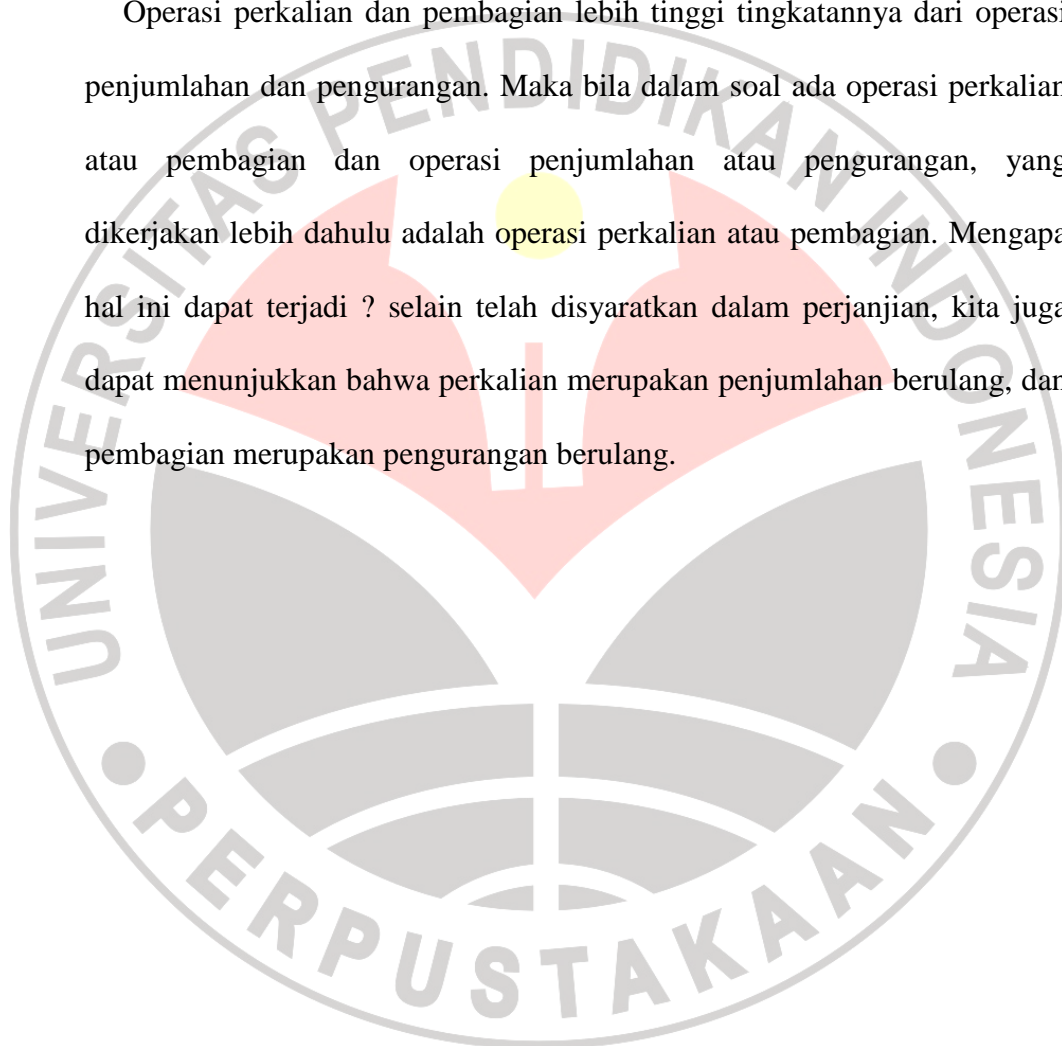 Operasi perkalian dan pembagian lebih tinggi tingkatannya dari operasi
penjumlahan dan pengurangan. Maka bila dalam soal ada operasi perkalian
atau pembagian dan operasi penjumlahan atau pengurangan, yang
dikerjakan lebih dahulu adalah operasi perkalian atau pembagian. Mengapa
hal ini dapat terjadi ? selain telah disyaratkan dalam perjanjian, kita juga
dapat menunjukkan bahwa perkalian merupakan penjumlahan berulang, dan
pembagian merupakan pengurangan berulang.
UNIVERSITAS PENDIDIKAN INDONESIA
PERPUSTAKAAN